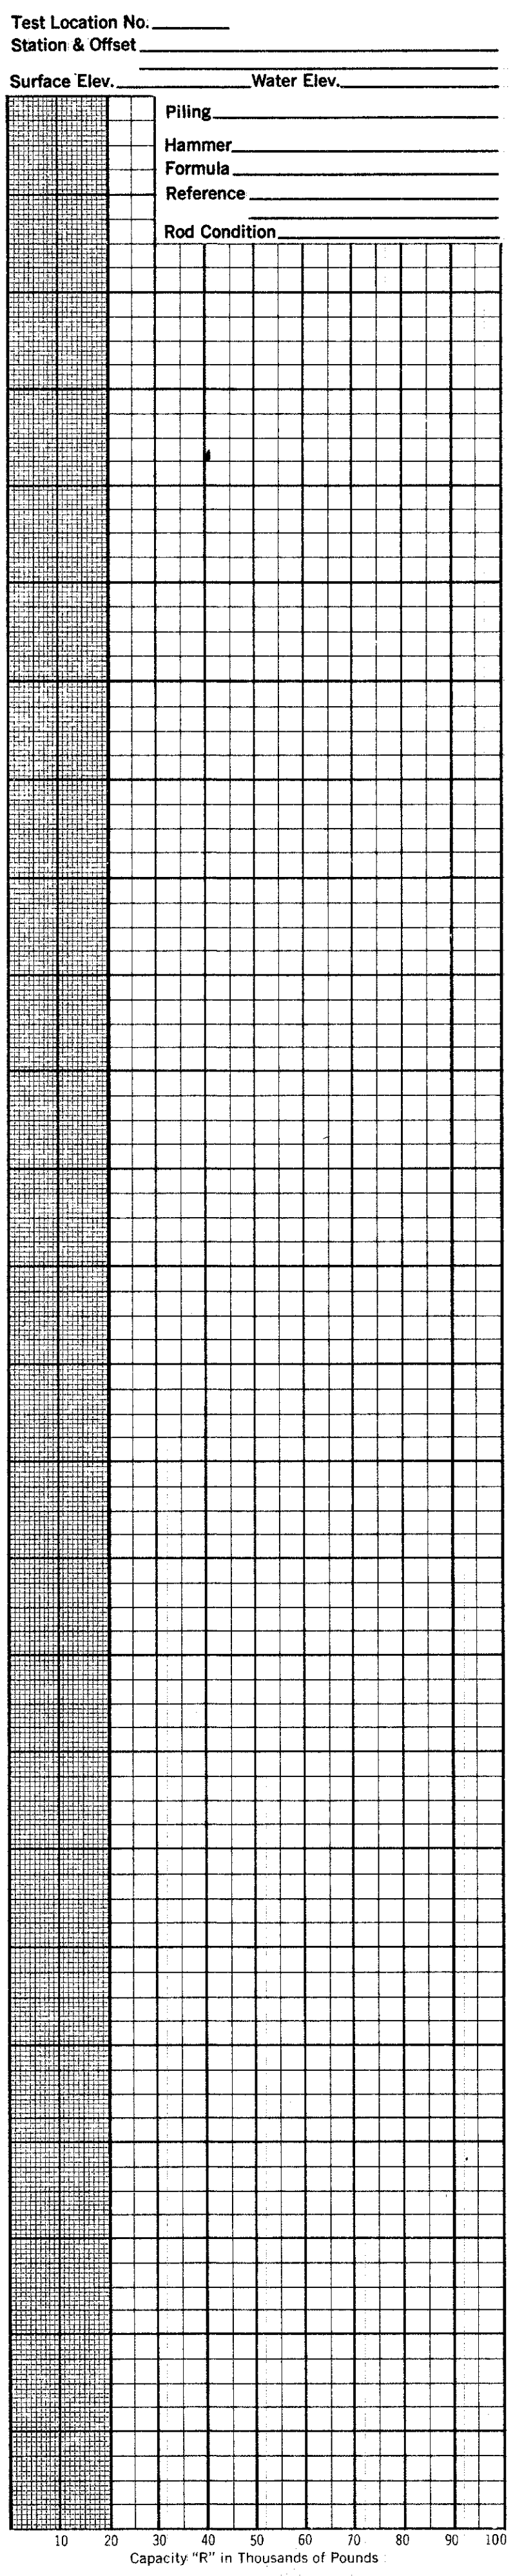 Test Location No.
Station & Offset
Surface Elev. Water Elev.
Piling
Hammer
Formula
Reference
Rod Condition
10 20 30 40 50 60 70 80 90 100
Capacity "R" in Thousands of Pounds